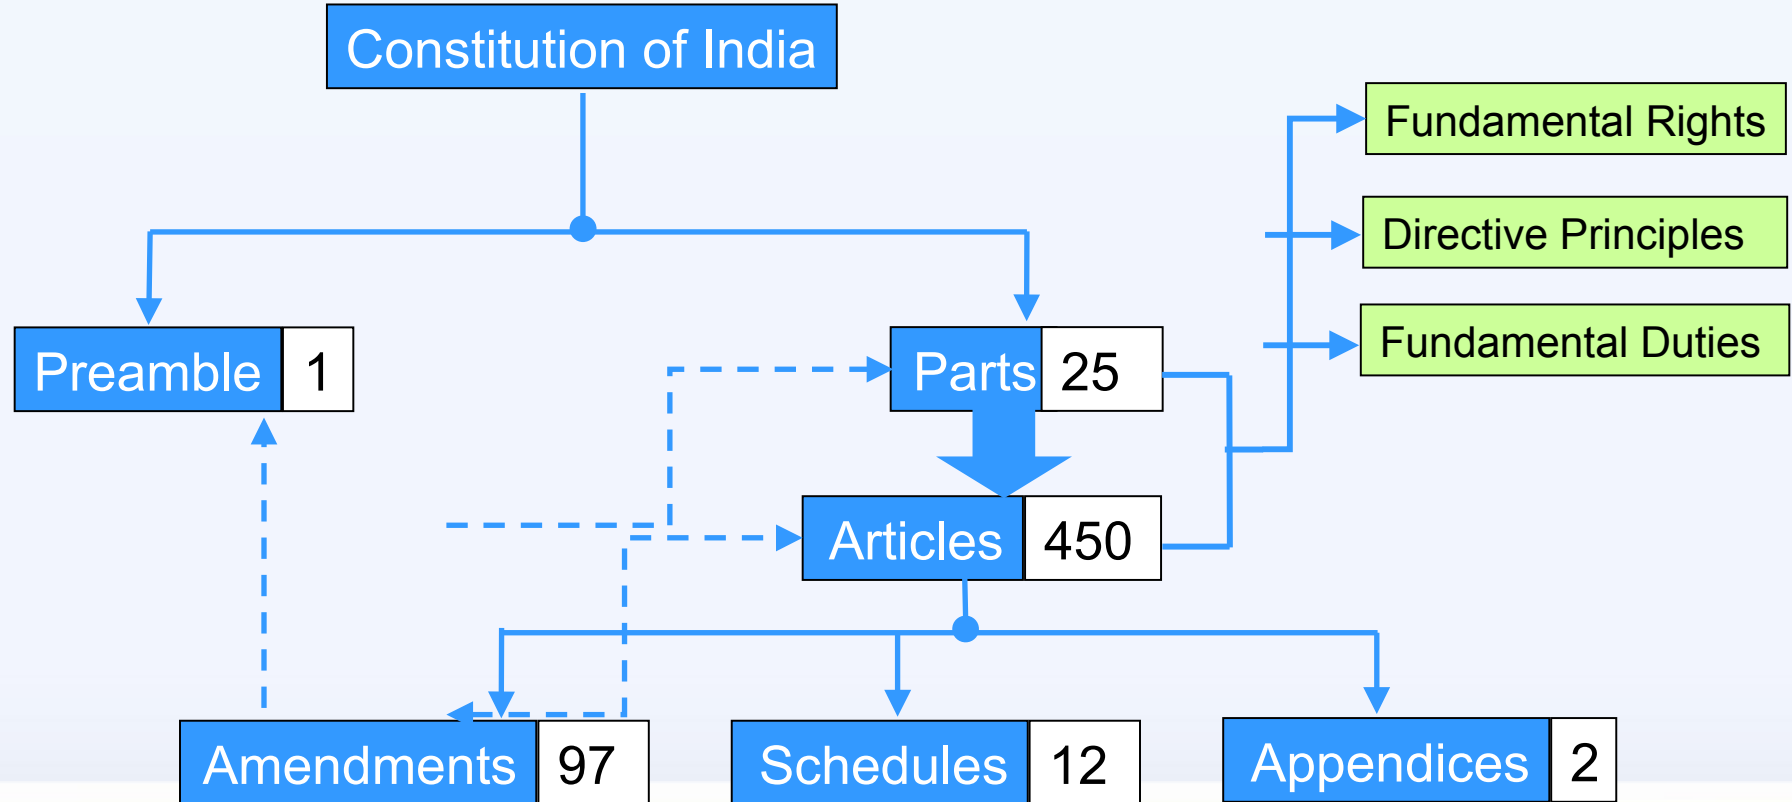 Constitution of India
Fundamental Rights
Directive Principles
Fundamental Duties
Preamble 1
Parts 25
Articles 450
Amendments 97
Schedules 12
Appendices 2